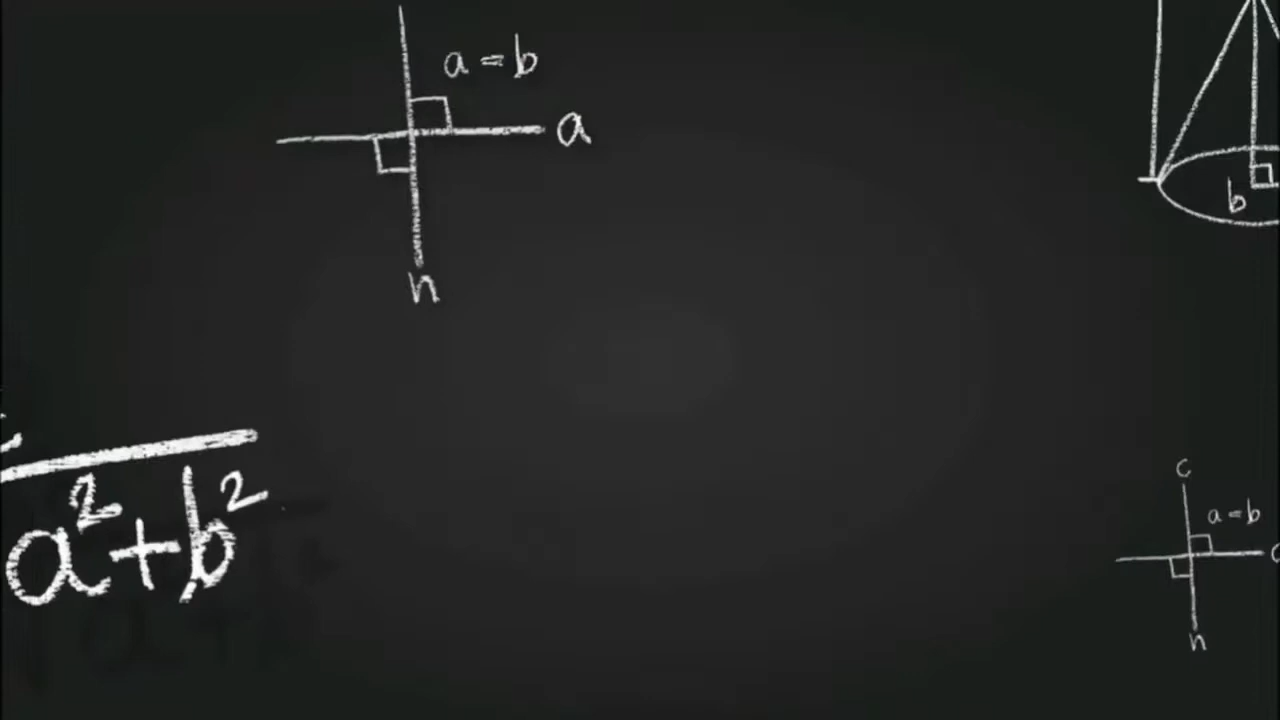 a = b
a
n
b
a²+b²
c
a = b
n